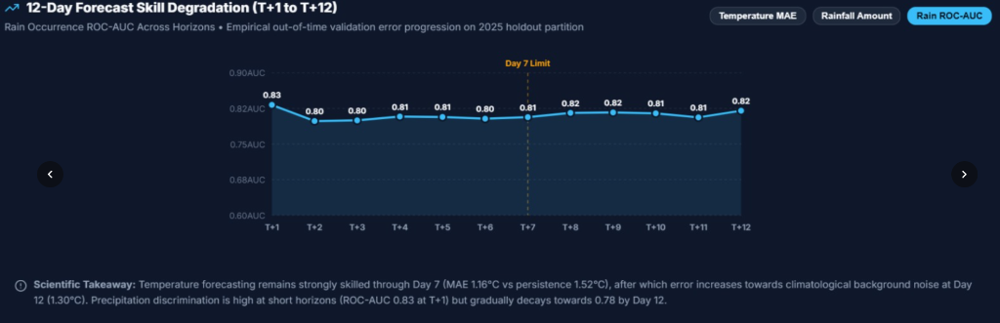 12-Day Forecast Skill Degradation (T+1 to T+12)
Rain Occurrence ROC-AUC Across Horizons • Empirical out-of-time validation error progression on 2025 holdout partition
Temperature MAE
Rainfall Amount
Rain ROC-AUC
Day 7 Limit
0.90AUC
0.82AUC
0.75AUC
0.68AUC
0.60AUC
0.83
0.80
0.80
0.81
0.81
0.80
0.81
0.82
0.82
0.81
0.81
0.82
T+1
T+2
T+3
T+4
T+5
T+6
T+7
T+8
T+9
T+10
T+11
T+12
Scientific Takeaway: Temperature forecasting remains strongly skilled through Day 7 (MAE 1.16°C vs persistence 1.52°C), after which error increases towards climatological background noise at Day
12 (1.30°C). Precipitation discrimination is high at short horizons (ROC-AUC 0.83 at T+1) but gradually decays towards 0.78 by Day 12.